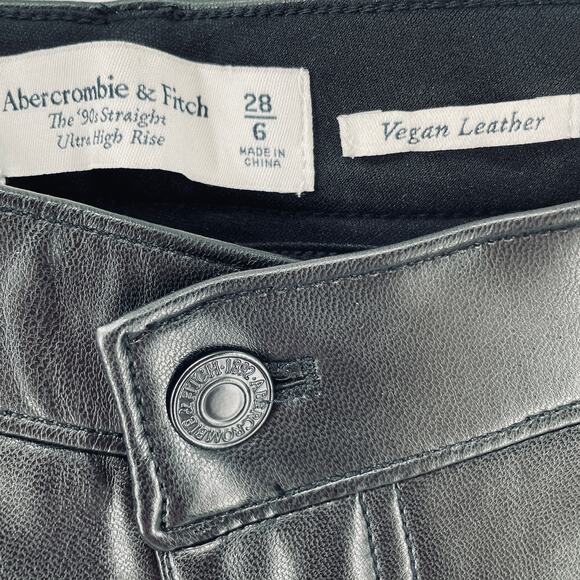 Abercrombie & Fitch
The '90s Straight
Ultra High Rise
28
6
MADE IN
CHINA
Vegan Leather
ABERCROMBIE & FITCH · 1892 ·